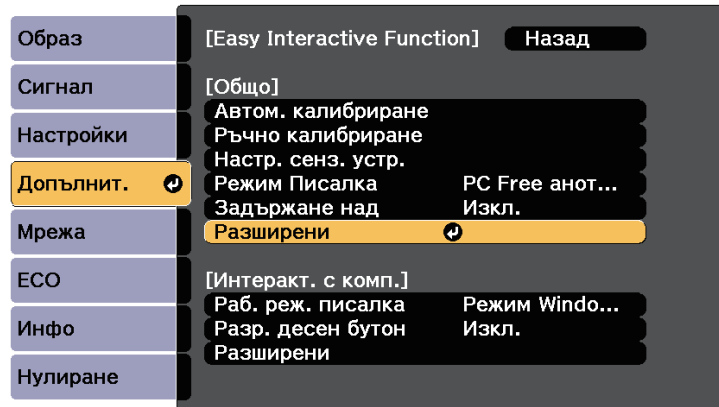 Образ
Сигнал
Настройки
Допълнит.
Мрежа
ECO
Инфо
Нулиране
[Easy Interactive Function] Назад
[Общо]
Автом. калибриране
Ръчно калибриране
Настр. сенз. устр.
Режим Писалка PC Free анот...
Задържане над Изкл.
Разширени
[Интеракт. с комп.]
Раб. реж. писалка Режим Windo...
Разр. десен бутон Изкл.
Разширени